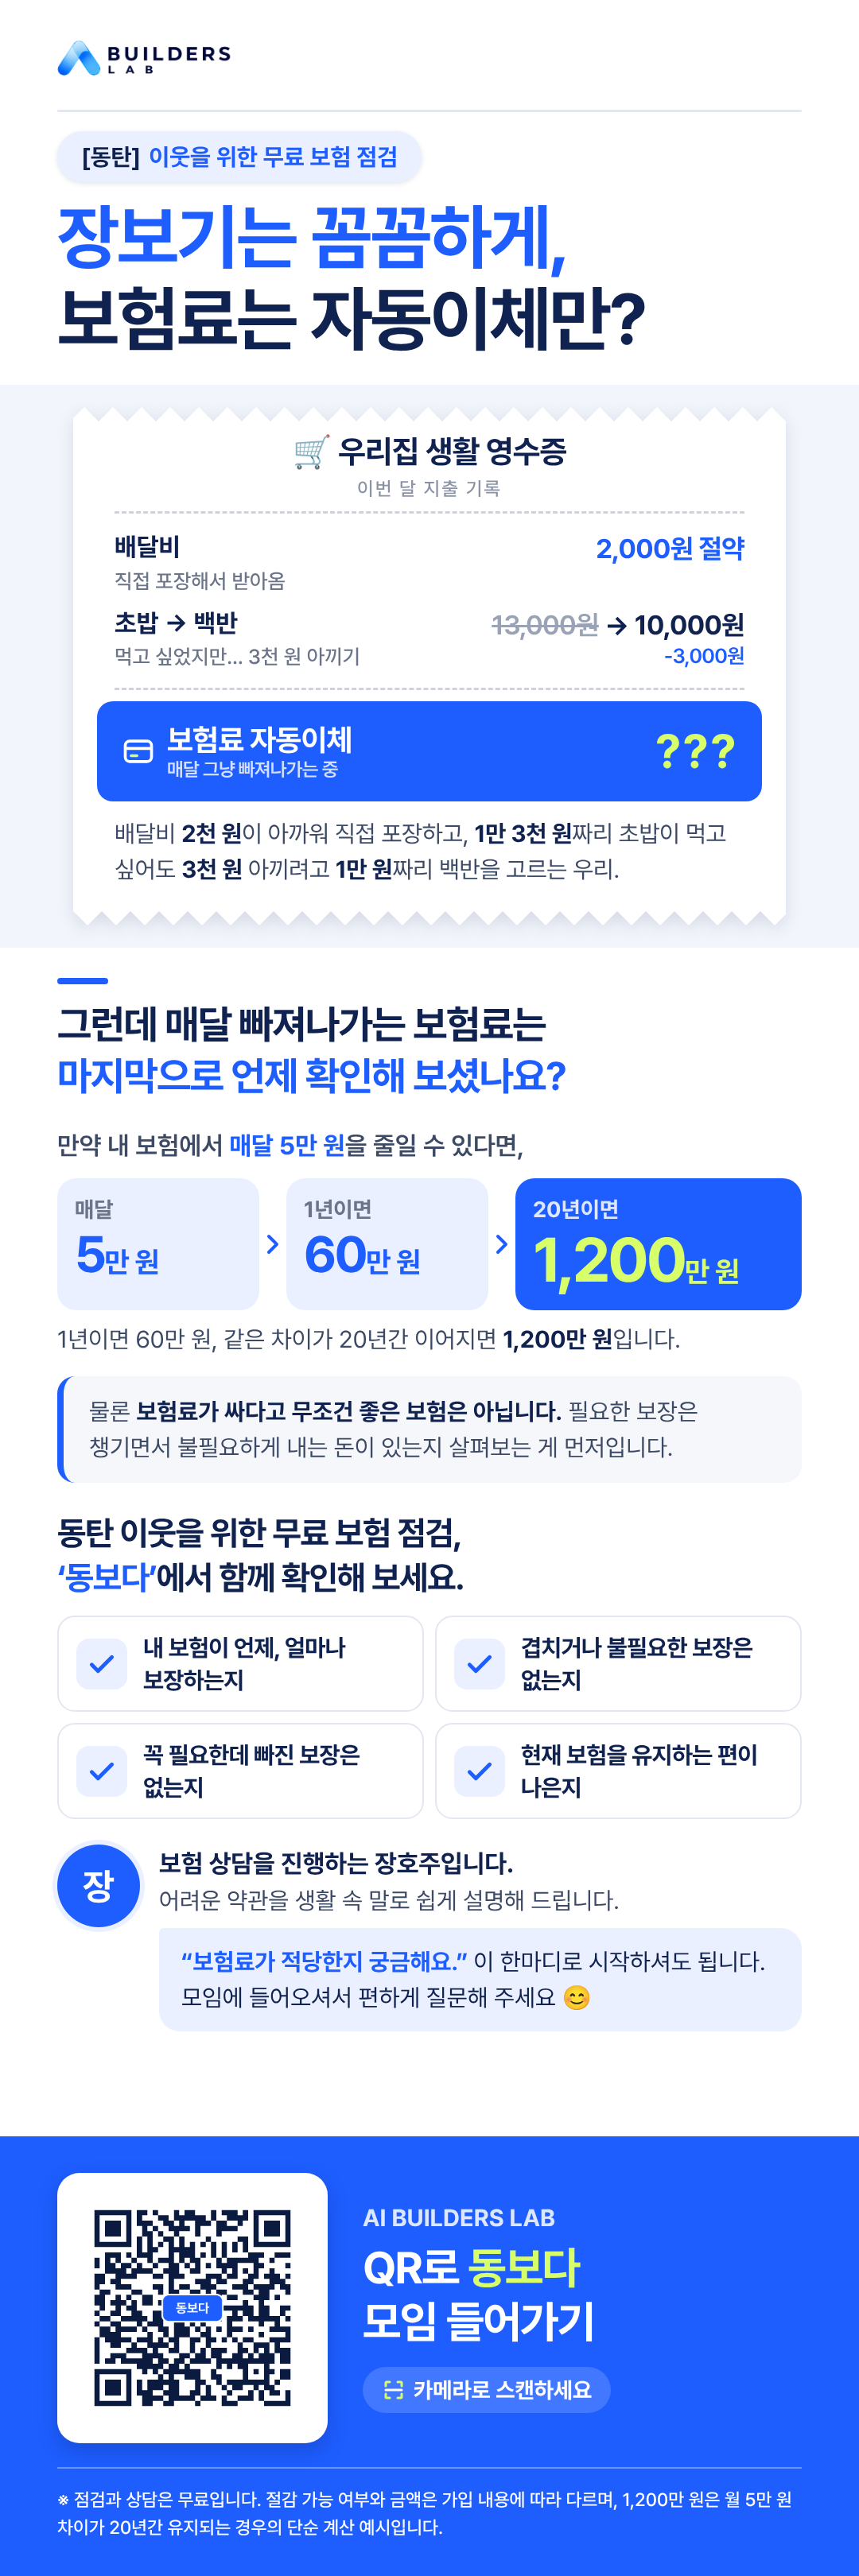 BUILDERS
LAB
[동탄] 이웃을 위한 무료 보험 점검
장보기는 꼼꼼하게,
보험료는 자동이체만?
🛒 우리집 생활 영수증
이번 달 지출 기록
배달비
2,000원 절약
직접 포장해서 받아옴
초밥 → 백반
13,000원 → 10,000원
먹고 싶었지만... 3천 원 아끼기
-3,000원
보험료 자동이체
매달 그냥 빠져나가는 중
???
배달비 2천 원이 아까워 직접 포장하고, 1만 3천 원짜리 초밥이 먹고
싶어도 3천 원 아끼려고 1만 원짜리 백반을 고르는 우리.
그런데 매달 빠져나가는 보험료는
마지막으로 언제 확인해 보셨나요?
만약 내 보험에서 매달 5만 원을 줄일 수 있다면,
매달
5만 원
1년이면
60만 원
20년이면
1,200만 원
1년이면 60만 원, 같은 차이가 20년간 이어지면 1,200만 원입니다.
물론 보험료가 싸다고 무조건 좋은 보험은 아닙니다. 필요한 보장은
챙기면서 불필요하게 내는 돈이 있는지 살펴보는 게 먼저입니다.
동탄 이웃을 위한 무료 보험 점검,
‘동보다’에서 함께 확인해 보세요.
내 보험이 언제, 얼마나
보장하는지
겹치거나 불필요한 보장은
없는지
꼭 필요한데 빠진 보장은
없는지
현재 보험을 유지하는 편이
나은지
장
보험 상담을 진행하는 장호주입니다.
어려운 약관을 생활 속 말로 쉽게 설명해 드립니다.
“보험료가 적당한지 궁금해요.” 이 한마디로 시작하셔도 됩니다.
모임에 들어오셔서 편하게 질문해 주세요 😊
동보다
AI BUILDERS LAB
QR로 동보다
모임 들어가기
카메라로 스캔하세요
※ 점검과 상담은 무료입니다. 절감 가능 여부와 금액은 가입 내용에 따라 다르며, 1,200만 원은 월 5만 원
차이가 20년간 유지되는 경우의 단순 계산 예시입니다.